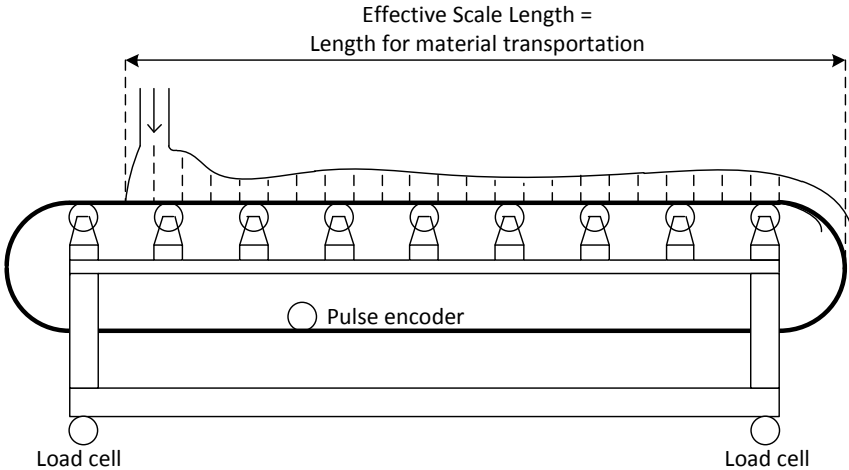 Effective Scale Length =
Length for material transportation
Pulse encoder
Load cell
Load cell